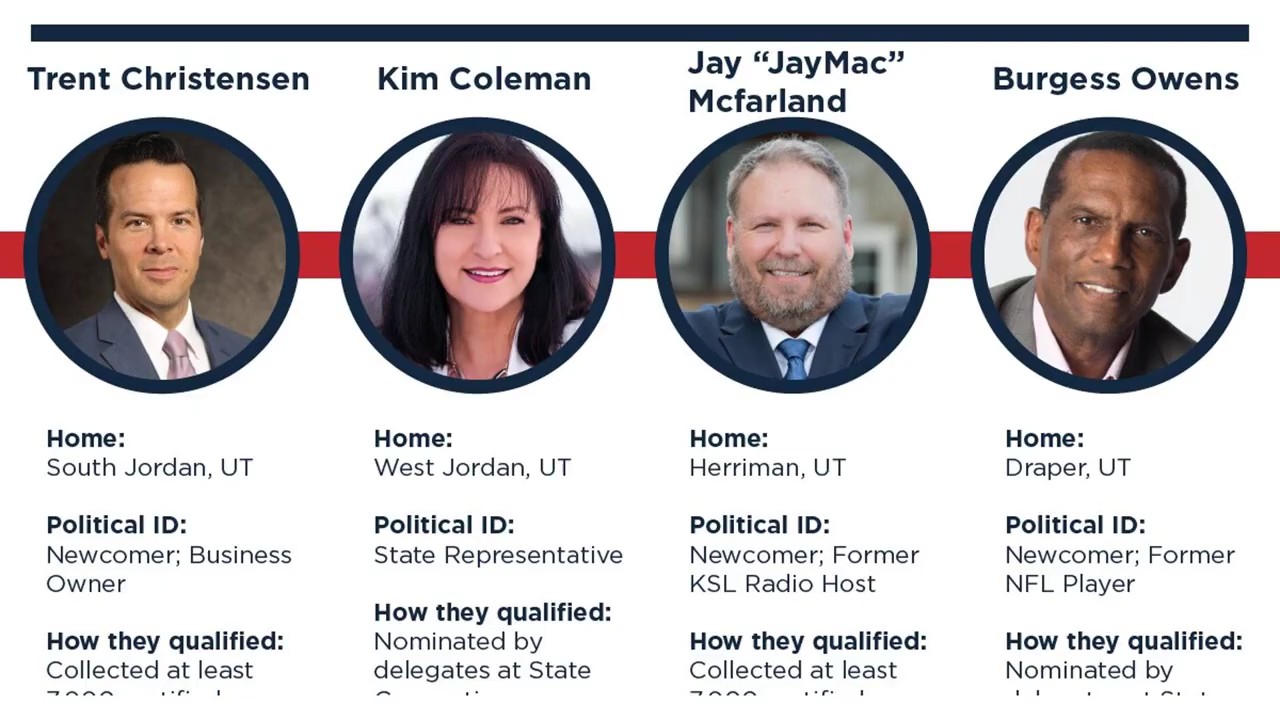 Trent Christensen
Home:
South Jordan, UT
Political ID:
Newcomer; Business
Owner
How they qualified:
Collected at least
Kim Coleman
Home:
West Jordan, UT
Political ID:
State Representative
How they qualified:
Nominated by
delegates at State
Jay “JayMac”
Mcfarland
Home:
Herriman, UT
Political ID:
Newcomer; Former
KSL Radio Host
How they qualified:
Collected at least
Burgess Owens
Home:
Draper, UT
Political ID:
Newcomer; Former
NFL Player
How they qualified:
Nominated by